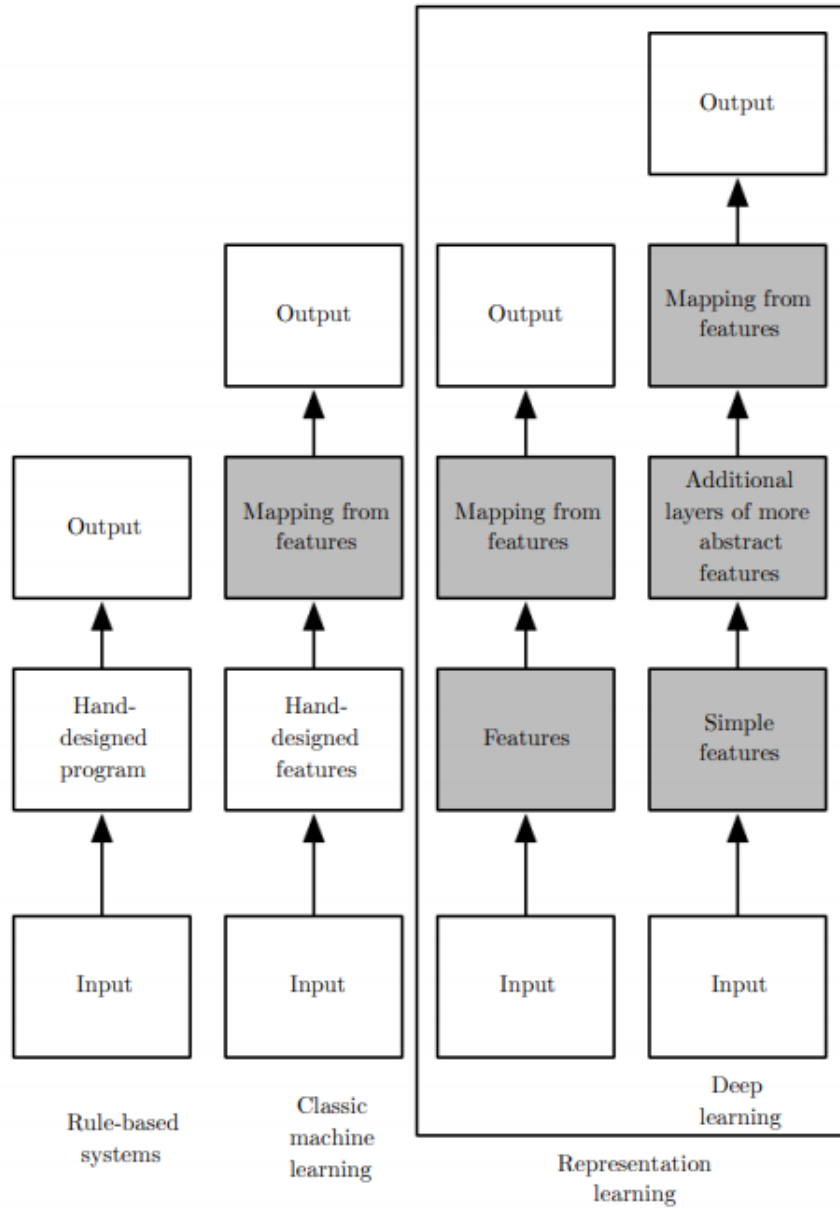 Output
Output
Output
Mapping from
features
Output
Mapping from
features
Mapping from
features
Additional
layers of more
abstract
features
Hand-
designed
program
Hand-
designed
features
Features
Simple
features
Input
Input
Input
Input
Rule-based
systems
Classic
machine
learning
Deep
learning
Representation
learning